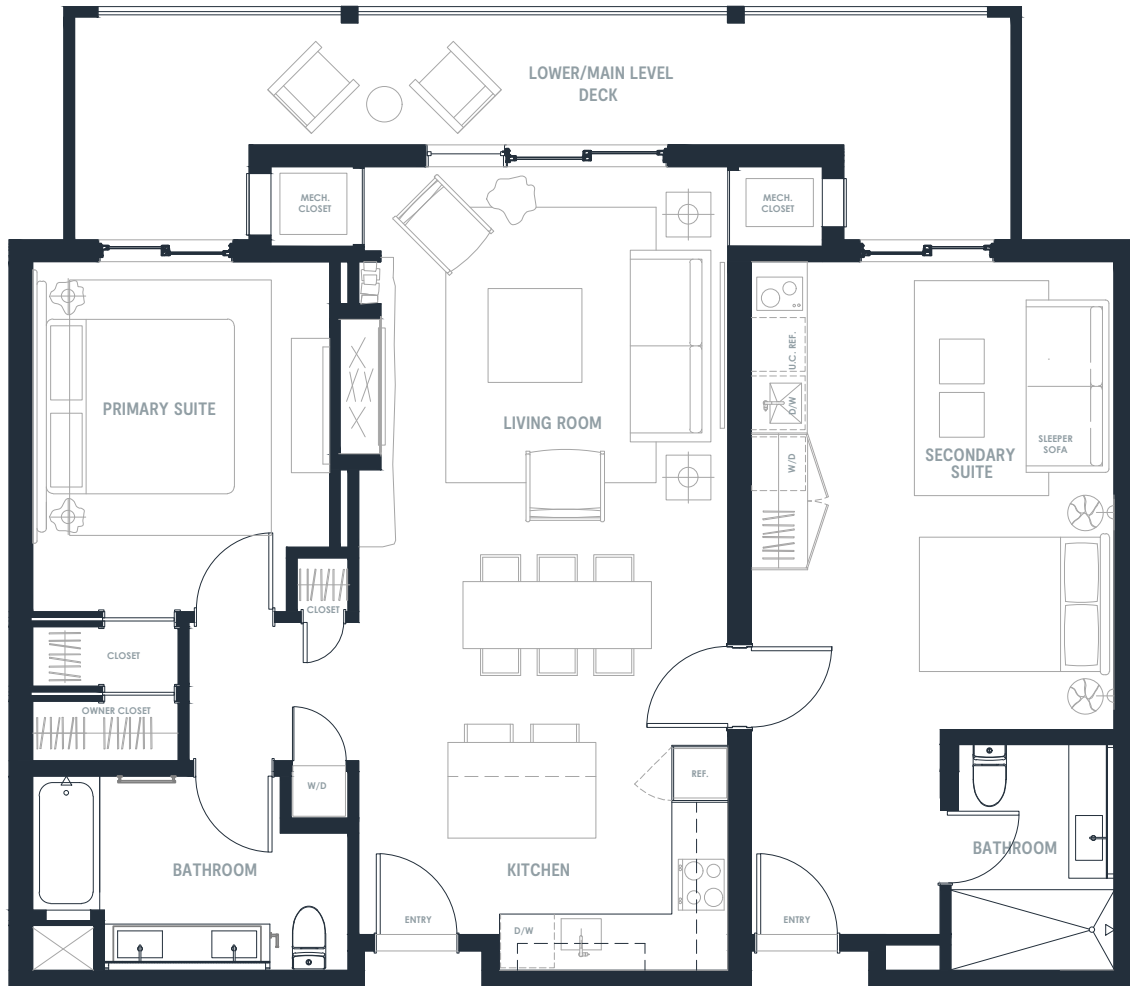 LOWER/MAIN LEVEL
DECK
MECH.
CLOSET
MECH.
CLOSET
U.C. REF.
D/W
PRIMARY SUITE
LIVING ROOM
SECONDARY
SUITE
SLEEPER
SOFA
W/D
CLOSET
CLOSET
OWNER CLOSET
W/D
REF.
BATHROOM
KITCHEN
BATHROOM
ENTRY
ENTRY
D/W